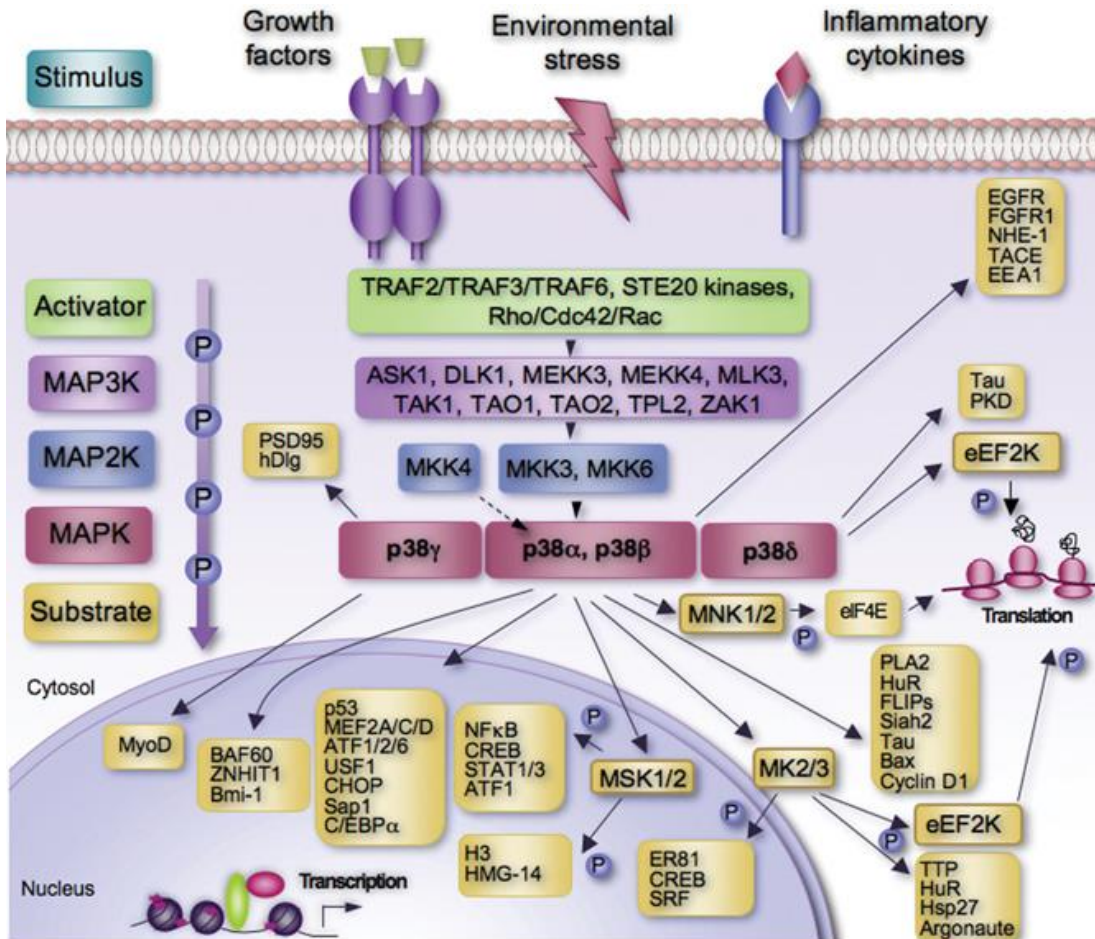 Growth
factors
Environmental
stress
Inflammatory
cytokines
Stimulus
EGFR
FGFR1
NHE-1
TACE
EEA1
Activator
TRAF2/TRAF3/TRAF6, STE20 kinases,
Rho/Cdc42/Rac
P
MAP3K
ASK1, DLK1, MEKK3, MEKK4, MLK3,
TAK1, TAO1, TAO2, TPL2, ZAK1
P
Tau
PKD
MAP2K
PSD95
hDlg
MKK4
MKK3, MKK6
eEF2K
P
P
MAPK
p38γ
p38α, p38β
p38δ
P
Substrate
MNK1/2
P
eIF4E
Translation
Cytosol
PLA2
HuR
FLIPs
Siah2
Tau
Bax
Cyclin D1
P
MyoD
BAF60
ZNHIT1
Bmi-1
p53
MEF2A/C/D
ATF1/2/6
USF1
CHOP
Sap1
C/EBPα
NFκB
CREB
STAT1/3
ATF1
P
MSK1/2
MK2/3
H3
HMG-14
P
P
ER81
CREB
SRF
P
eEF2K
TTP
HuR
Hsp27
Argonaute
Nucleus
Transcription